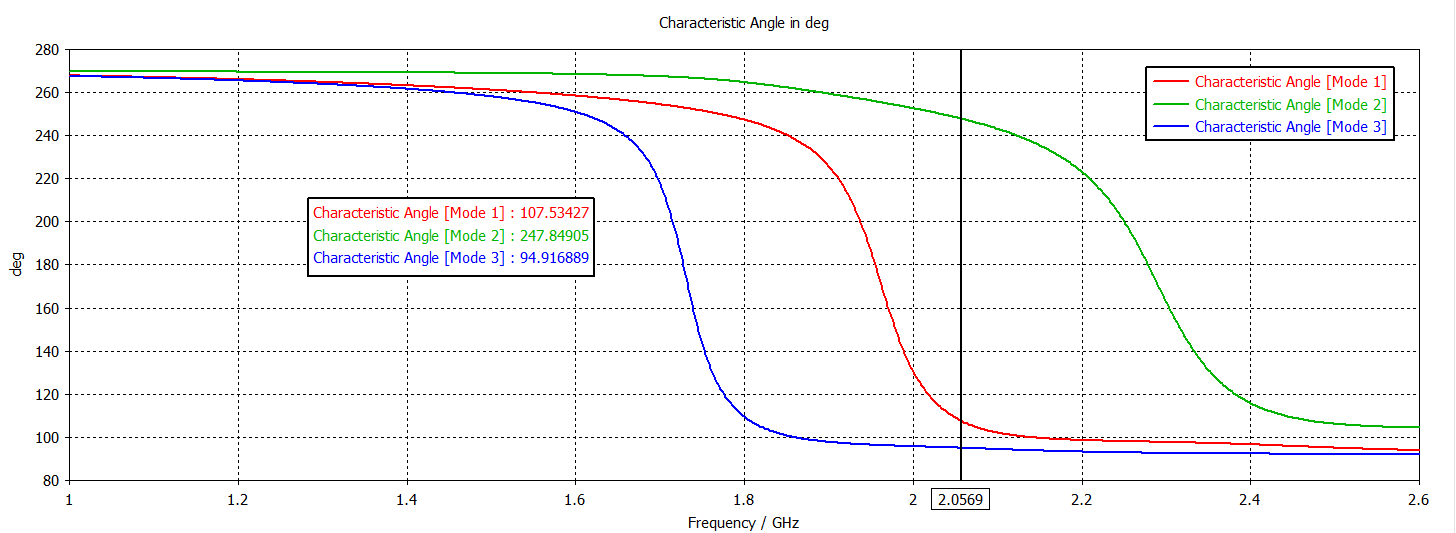 Characteristic Angle in deg
280
260
240
220
200
180
160
140
120
100
80
deg
Characteristic Angle [Mode 1]
Characteristic Angle [Mode 2]
Characteristic Angle [Mode 3]
Characteristic Angle [Mode 1] : 107.53427
Characteristic Angle [Mode 2] : 247.84905
Characteristic Angle [Mode 3] : 94.916889
1 1.2 1.4 1.6 1.8 2 2.0569 2.2 2.4 2.6
Frequency / GHz